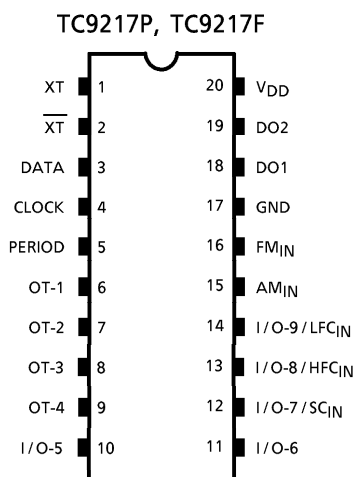 TC9217P, TC9217F
XT 1 20 VDD
XT 2 19 DO2
DATA 3 18 DO1
CLOCK 4 17 GND
PERIOD 5 16 FMIN
OT-1 6 15 AMIN
OT-2 7 14 I/O-9/LFCIN
OT-3 8 13 I/O-8/HFCIN
OT-4 9 12 I/O-7/SCIN
I/O-5 10 11 I/O-6